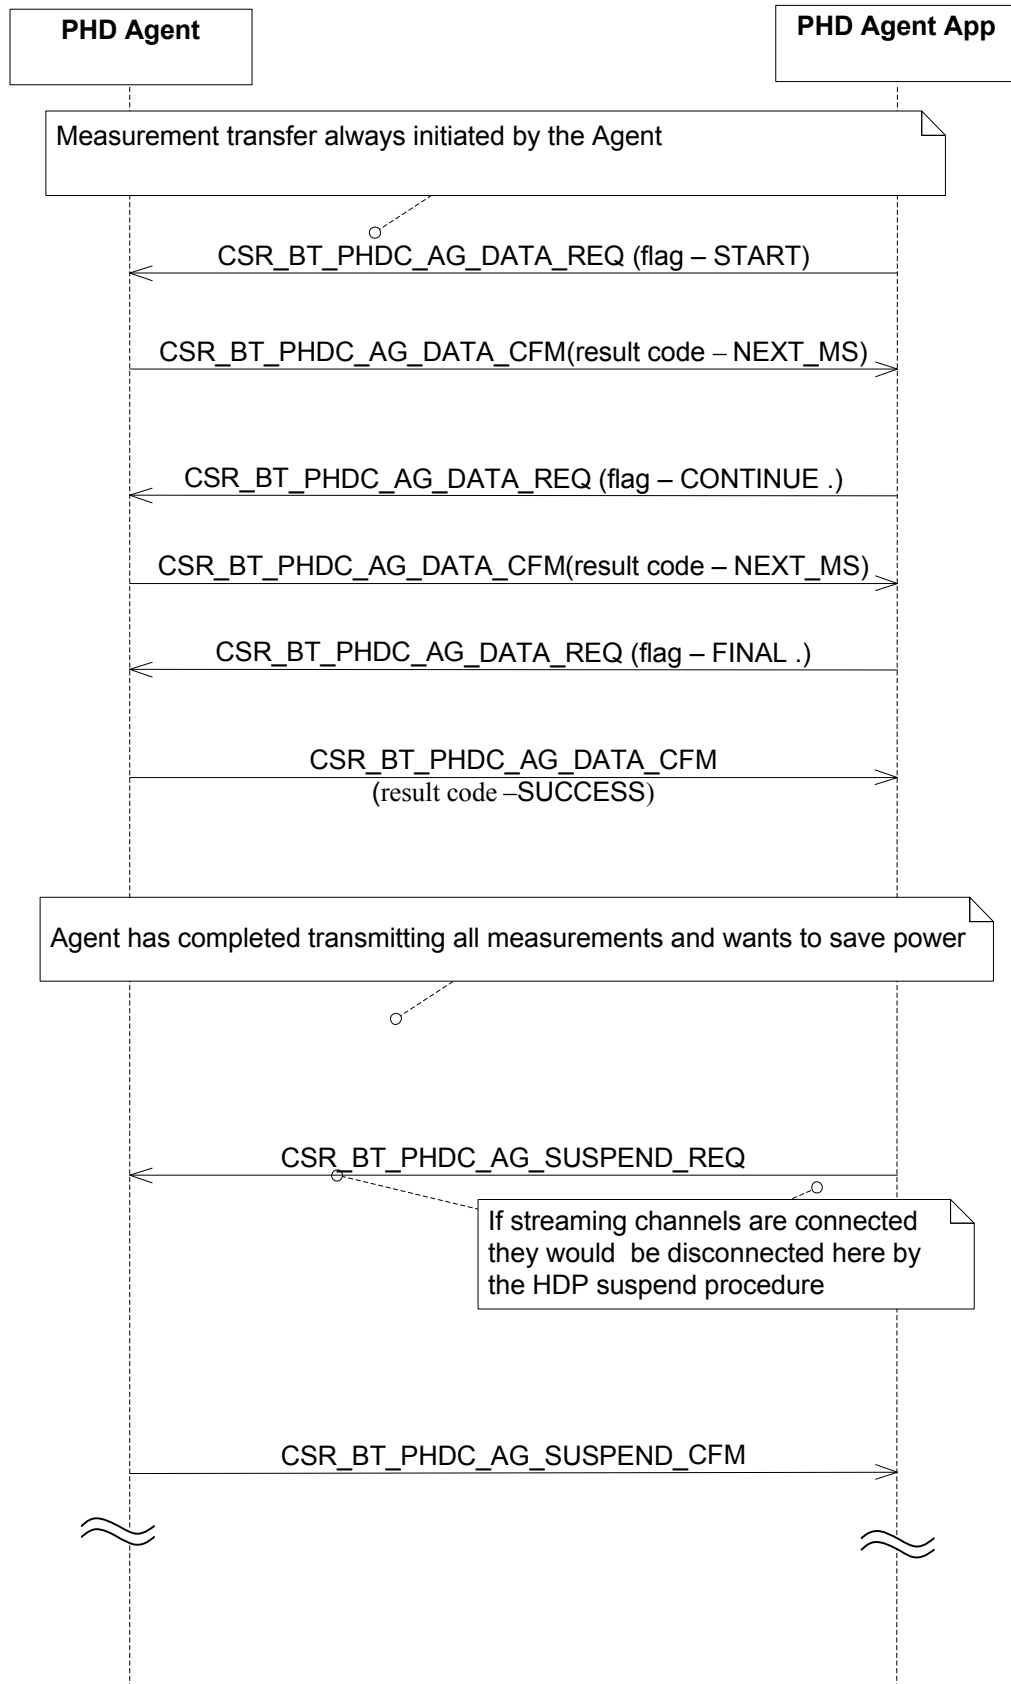 PHD Agent
PHD Agent App
Measurement transfer always initiated by the Agent
CSR_BT_PHDC_AG_DATA_REQ (flag – START)
CSR_BT_PHDC_AG_DATA_CFM(result code – NEXT_MS)
CSR_BT_PHDC_AG_DATA_REQ (flag – CONTINUE .)
CSR_BT_PHDC_AG_DATA_CFM(result code – NEXT_MS)
CSR_BT_PHDC_AG_DATA_REQ (flag – FINAL .)
CSR_BT_PHDC_AG_DATA_CFM
(result code –SUCCESS)
Agent has completed transmitting all measurements and wants to save power
CSR_BT_PHDC_AG_SUSPEND_REQ
If streaming channels are connected
they would  be disconnected here by
the HDP suspend procedure
CSR_BT_PHDC_AG_SUSPEND_CFM